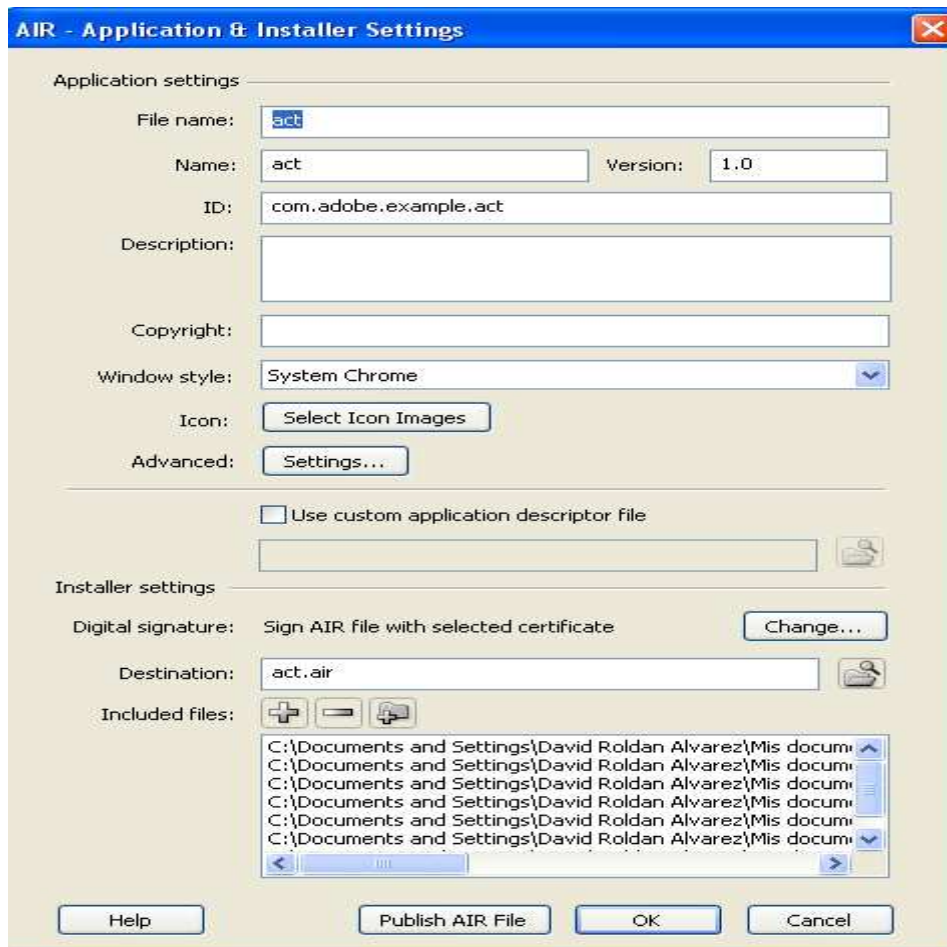 AIR - Application & Installer Settings
Application settings
File name: act
Name: act Version: 1.0
ID: com.adobe.example.act
Description:
Copyright:
Window style: System Chrome
Icon: Select Icon Images
Advanced: Settings...
Use custom application descriptor file
Installer settings
Digital signature: Sign AIR file with selected certificate Change...
Destination: act.air
Included files:
C:\Documents and Settings\David Roldan Alvarez\Mis docum
C:\Documents and Settings\David Roldan Alvarez\Mis docum
C:\Documents and Settings\David Roldan Alvarez\Mis docum
C:\Documents and Settings\David Roldan Alvarez\Mis docum
C:\Documents and Settings\David Roldan Alvarez\Mis docum
C:\Documents and Settings\David Roldan Alvarez\Mis docum
Help Publish AIR File OK Cancel